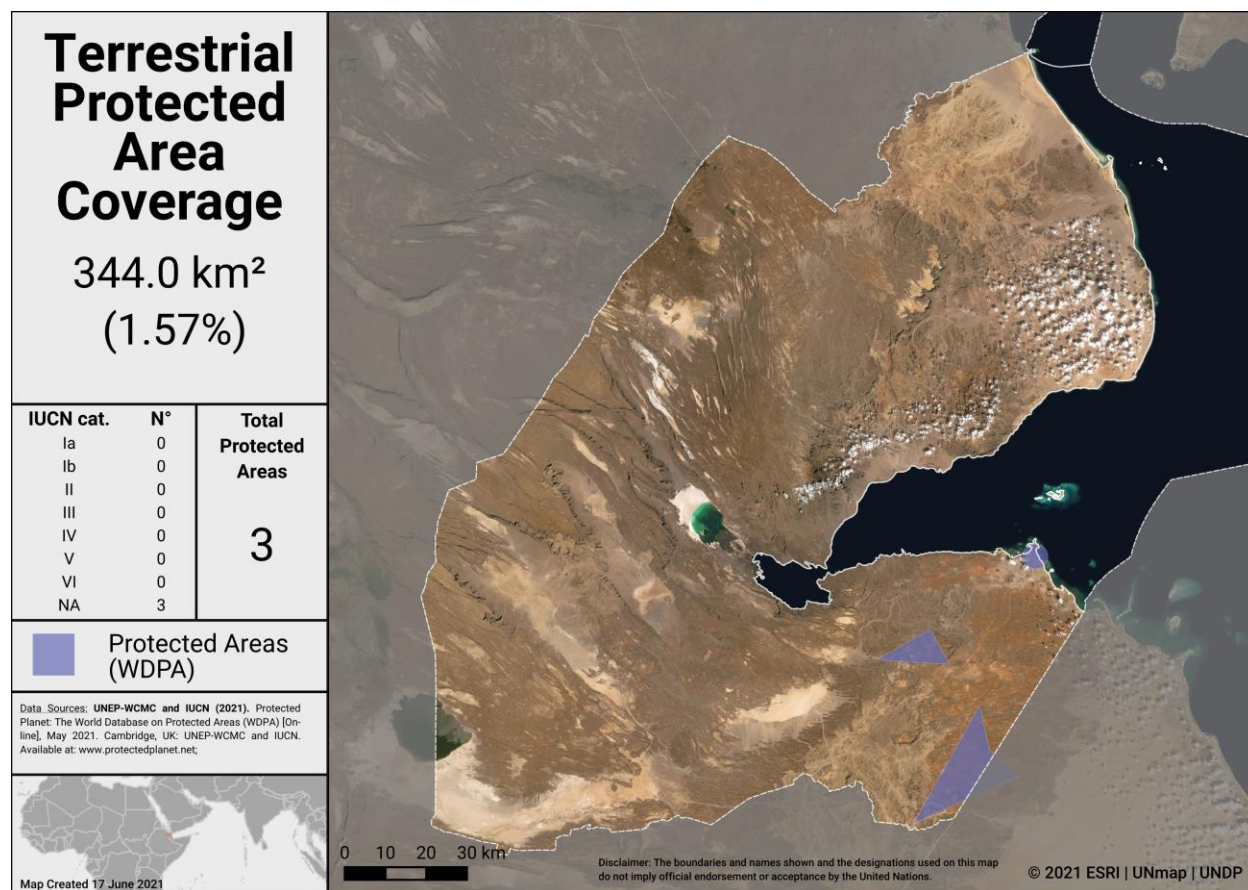 Terrestrial
Protected
Area
Coverage
344.0 km²
(1.57%)
IUCN cat. N°
Ia 0
Ib 0
II 0
III 0
IV 0
V 0
VI 0
NA 3
Total
Protected
Areas
3
Protected Areas
(WDPA)
Data Sources: UNEP-WCMC and IUCN (2021). Protected
Planet: The World Database on Protected Areas (WDPA) [On-
line], May 2021. Cambridge, UK: UNEP-WCMC and IUCN.
Available at: www.protectedplanet.net;
Map Created 17 June 2021
0 10 20 30 km
Disclaimer: The boundaries and names shown and the designations used on this map
do not imply official endorsement or acceptance by the United Nations.
© 2021 ESRI | UNmap | UNDP